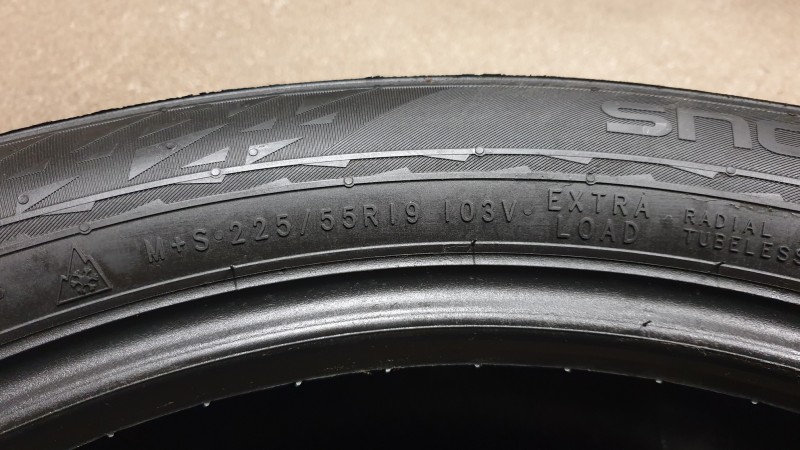 M+S·225/55R19 103V·
EXTRA
LOAD
·RADIAL
TUBELESS